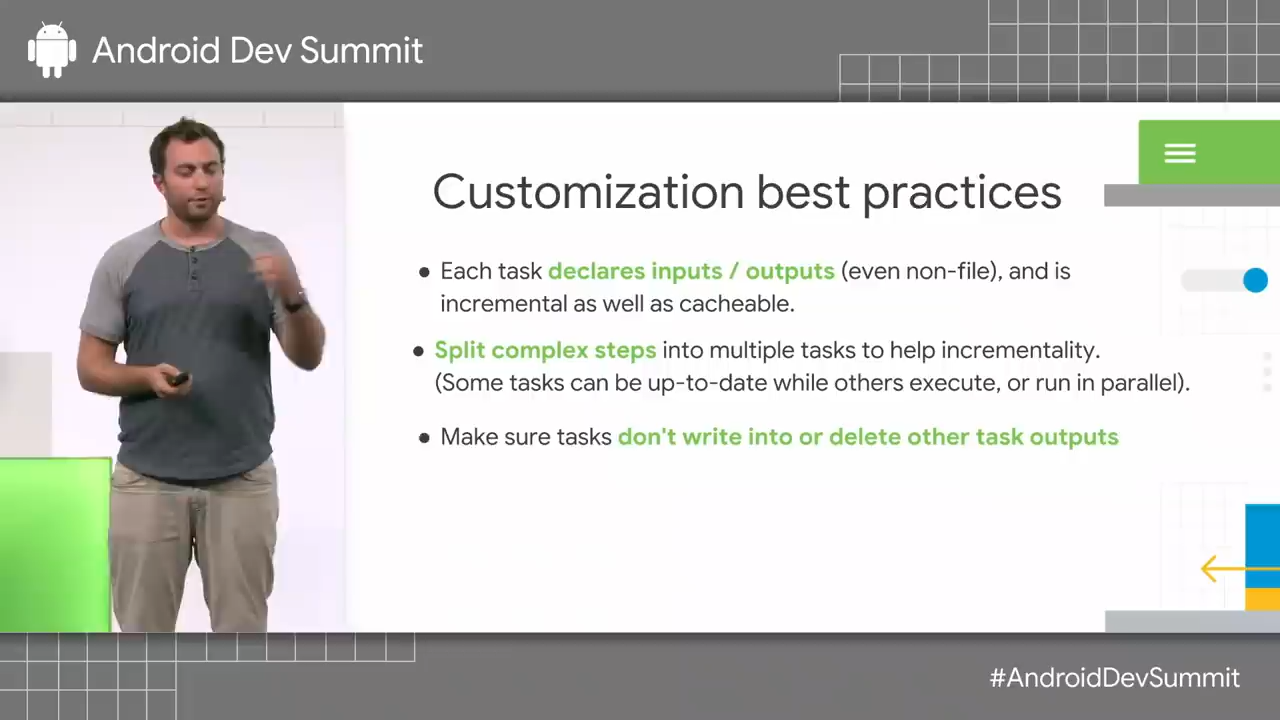 Android Dev Summit
Customization best practices
● Each task declares inputs / outputs (even non-file), and is
incremental as well as cacheable.
● Split complex steps into multiple tasks to help incrementality.
(Some tasks can be up-to-date while others execute, or run in parallel).
● Make sure tasks don't write into or delete other task outputs
#AndroidDevSummit